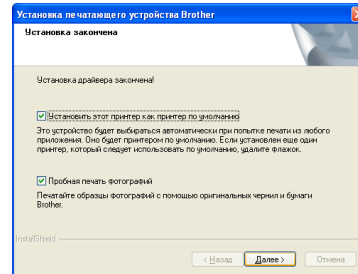 Установка печатающего устройства Brother
Установка закончена
Установка драйвера закончена!
Установить этот принтер как принтер по умолчанию
Это устройство будет выбираться автоматически при попытке печати из любого
приложения. Оно будет принтером по умолчанию. Если установлен еще один
принтер, который следует использовать по умолчанию, удалите флажок.
Пробная печать фотографий
Печатайте образцы фотографий с помощью оригинальных чернил и бумаги
Brother.
InstallShield
< Назад Далее > Отмена